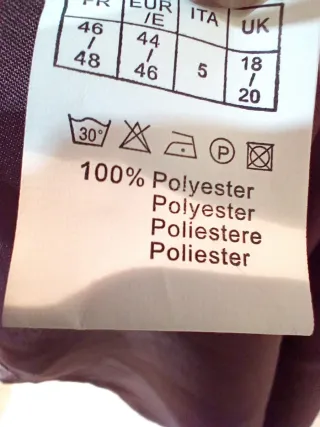 FR EUR/E ITA UK
46/48 44/46 5 18/20
30° P
100% Polyester
Polyester
Poliestere
Poliester